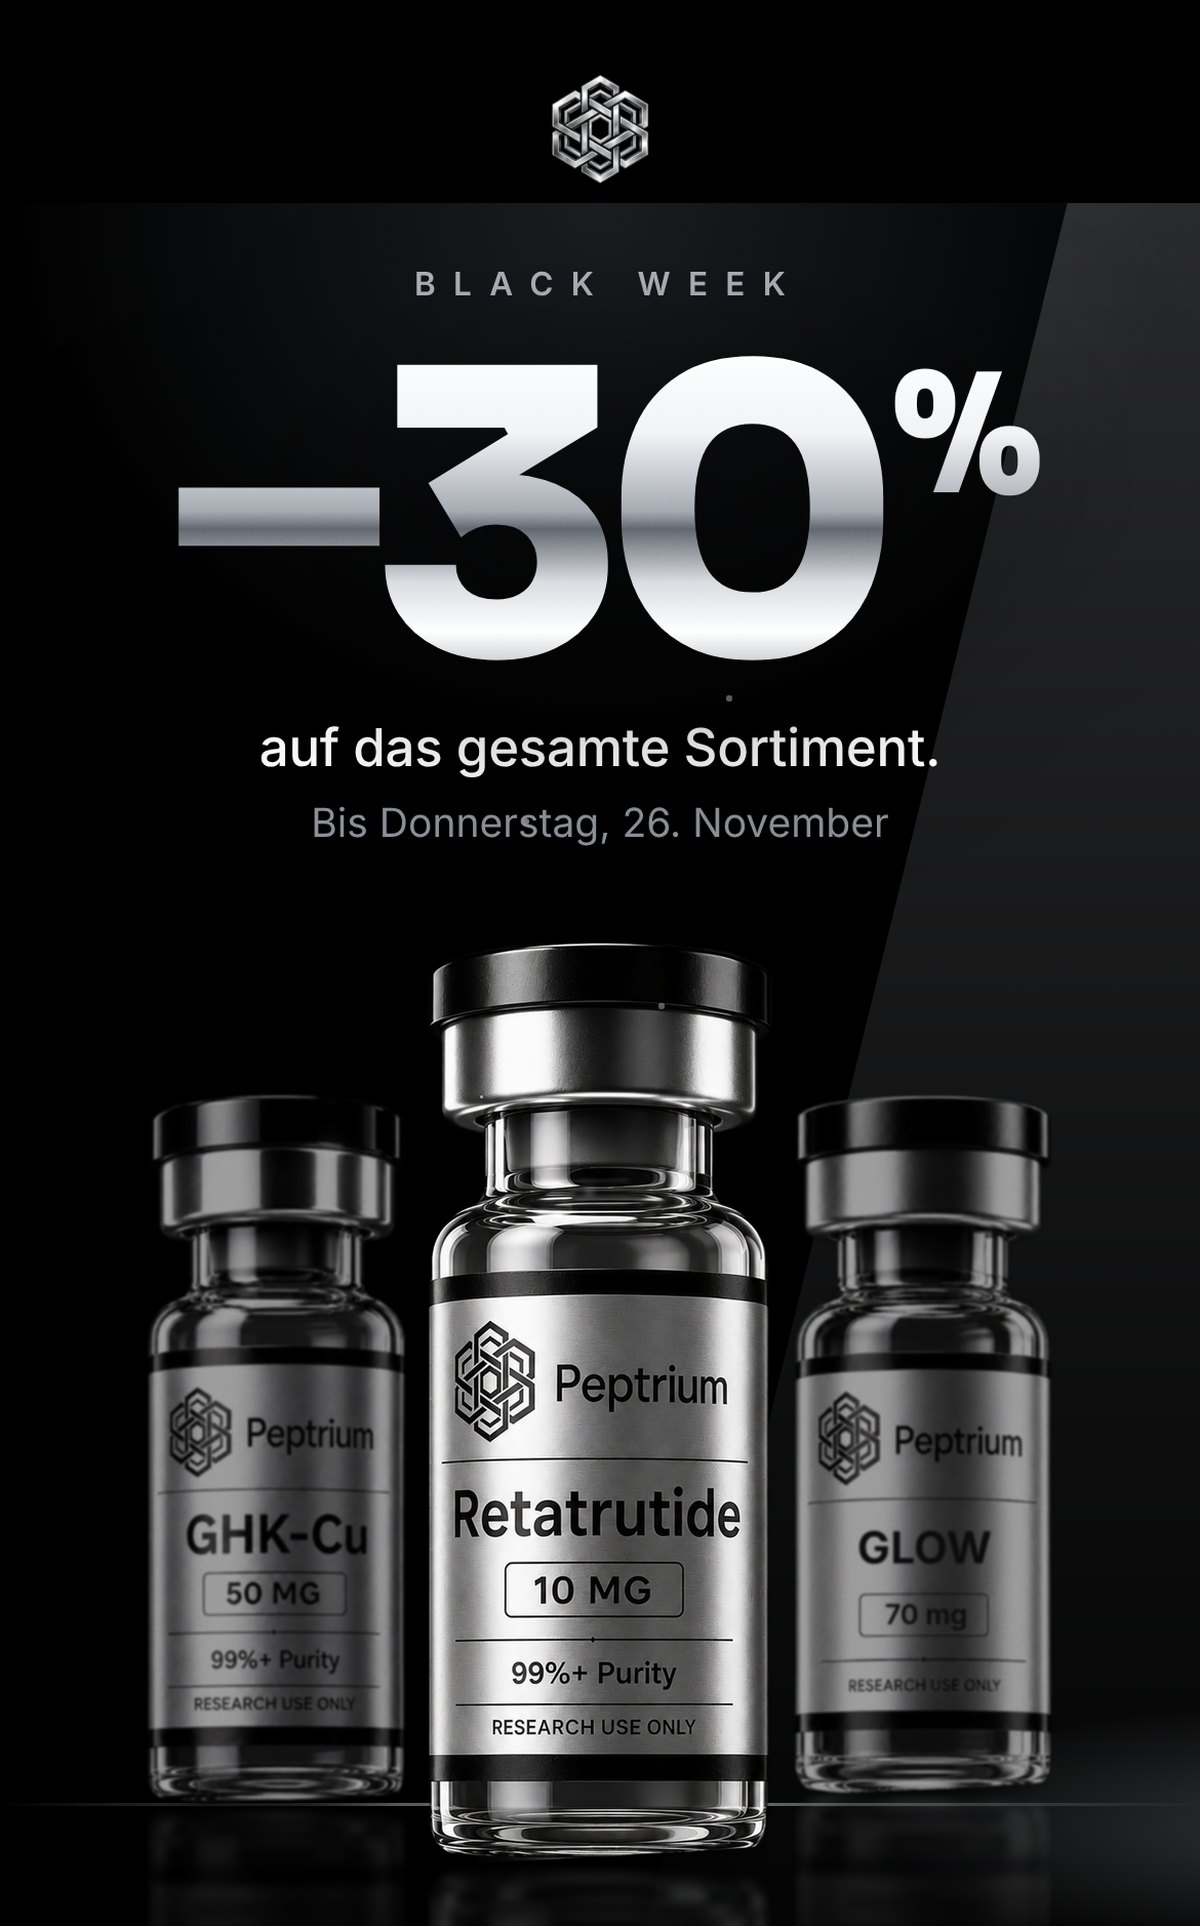 BLACK WEEK
–30%
auf das gesamte Sortiment.
Bis Donnerstag, 26. November
Peptrium
GHK-Cu
50 MG
99%+ Purity
RESEARCH USE ONLY
Peptrium
Retatrutide
10 MG
99%+ Purity
RESEARCH USE ONLY
Peptrium
GLOW
70 mg
RESEARCH USE ONLY